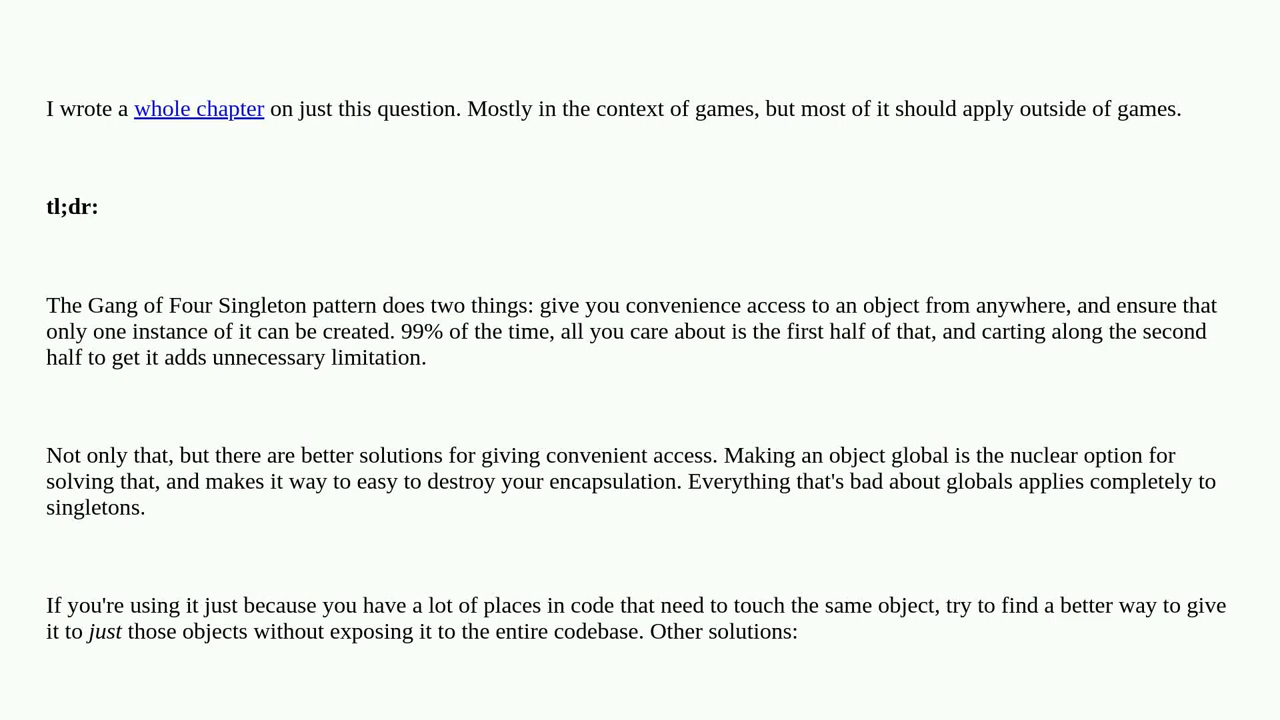 I wrote a whole chapter on just this question. Mostly in the context of games, but most of it should apply outside of games.
tl;dr:
The Gang of Four Singleton pattern does two things: give you convenience access to an object from anywhere, and ensure that
only one instance of it can be created. 99% of the time, all you care about is the first half of that, and carting along the second
half to get it adds unnecessary limitation.
Not only that, but there are better solutions for giving convenient access. Making an object global is the nuclear option for
solving that, and makes it way to easy to destroy your encapsulation. Everything that's bad about globals applies completely to
singletons.
If you're using it just because you have a lot of places in code that need to touch the same object, try to find a better way to give
it to just those objects without exposing it to the entire codebase. Other solutions: